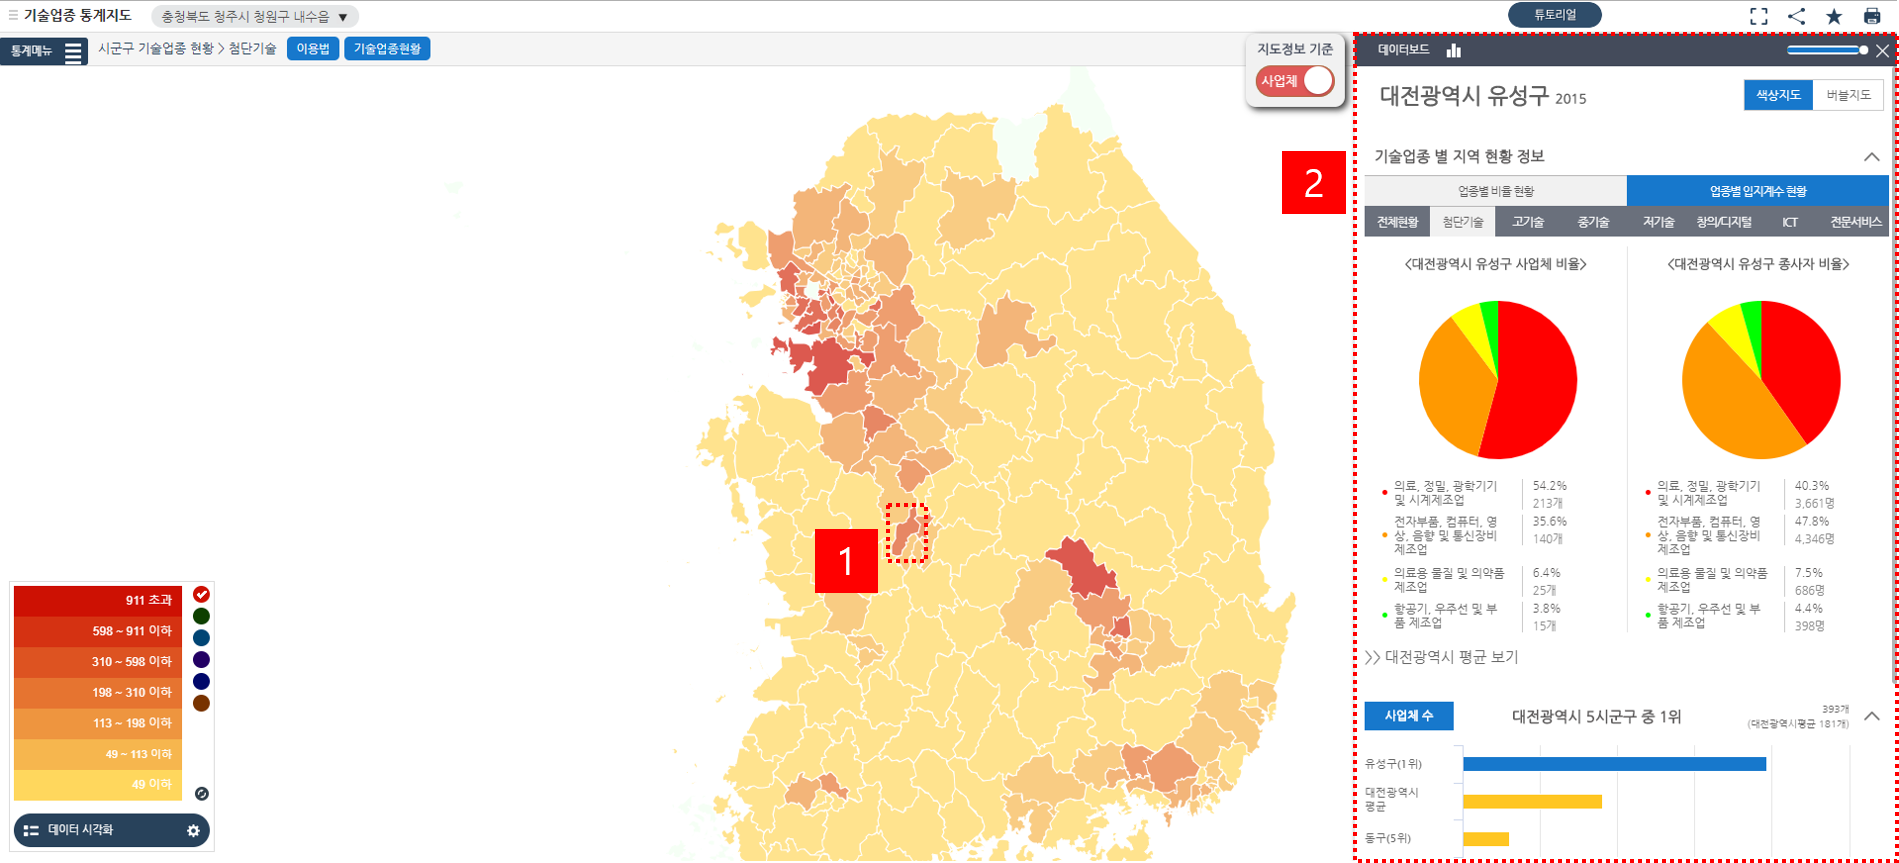 기술업종 통계지도
충청북도 청주시 청원구 내수읍 ▼
튜토리얼
통계메뉴
시군구 기술업종 현황 > 첨단기술
이용법
기술업종현황
지도정보 기준
사업체
데이터보드
대전광역시 유성구 2015
색상지도
버블지도
2
기술업종 별 지역 현황 정보
업종별 비율 현황
업종별 입지계수 현황
전체현황 첨단기술 고기술 중기술 저기술 창의/디지털 ICT 전문서비스
<대전광역시 유성구 사업체 비율>
<대전광역시 유성구 종사자 비율>
의료, 정밀, 광학기기
및 시계제조업
54.2%
213개
전자부품, 컴퓨터, 영
상, 음향 및 통신장비
제조업
35.6%
140개
의료용 물질 및 의약품
제조업
6.4%
25개
항공기, 우주선 및 부
품 제조업
3.8%
15개
의료, 정밀, 광학기기
및 시계제조업
40.3%
3,661명
전자부품, 컴퓨터, 영
상, 음향 및 통신장비
제조업
47.8%
4,346명
의료용 물질 및 의약품
제조업
7.5%
686명
항공기, 우주선 및 부
품 제조업
4.4%
398명
>> 대전광역시 평균 보기
사업체 수
대전광역시 5시군구 중 1위
393개
(대전광역시평균 181개)
유성구(1위)
대전광역시
평균
동구(5위)
1
911 초과
598 ~ 911 이하
310 ~ 598 이하
198 ~ 310 이하
113 ~ 198 이하
49 ~ 113 이하
49 이하
데이터 시각화